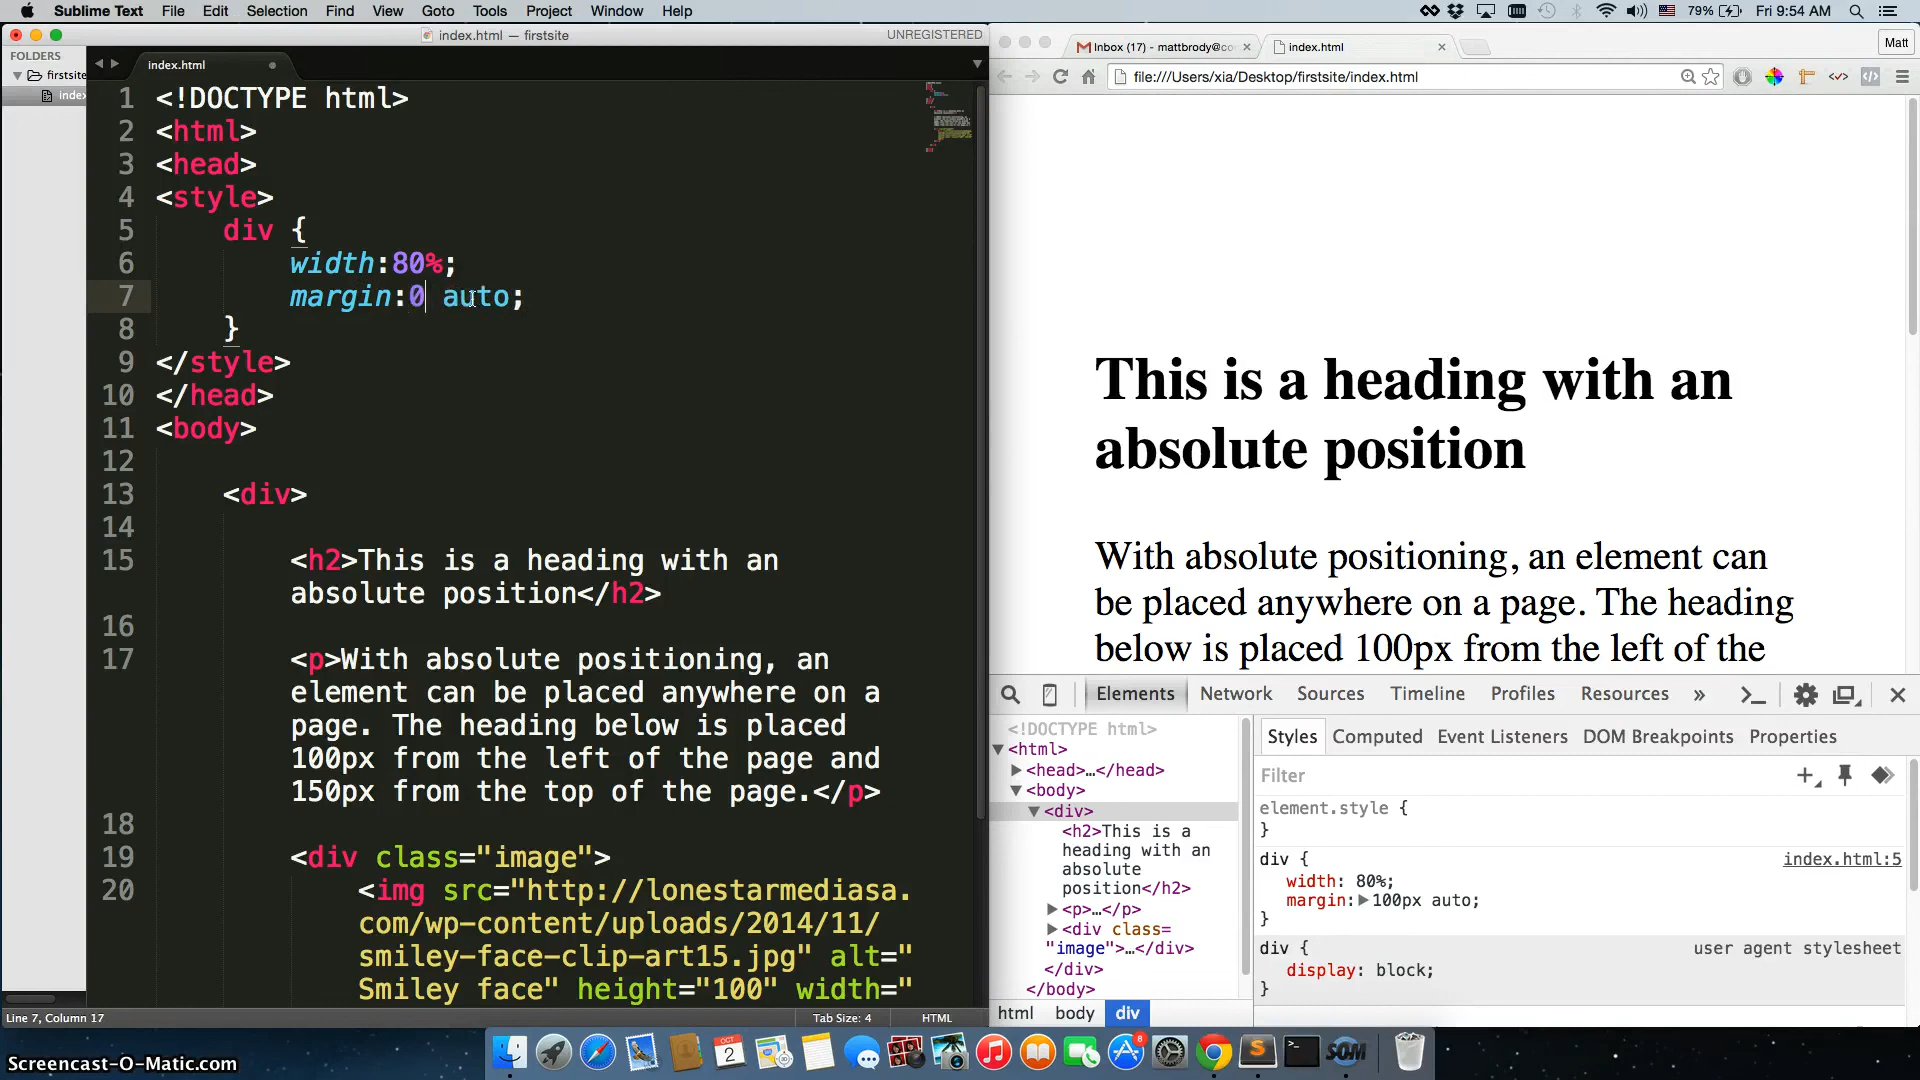 Sublime Text File Edit Selection Find View Goto Tools Project Window Help
79% Fri 9:54 AM
index.html — firstsite
UNREGISTERED
FOLDERS
firstsite
index
index.html
1 <!DOCTYPE html>
2 <html>
3 <head>
4 <style>
5 div {
6 width:80%;
7 margin:0 auto;
8 }
9 </style>
10 </head>
11 <body>
12
13 <div>
14
15 <h2>This is a heading with an
absolute position</h2>
16
17 <p>With absolute positioning, an
element can be placed anywhere on a
page. The heading below is placed
100px from the left of the page and
150px from the top of the page.</p>
18
19 <div class="image">
20 <img src="http://lonestarmediasa.
com/wp-content/uploads/2014/11/
smiley-face-clip-art15.jpg" alt="
Smiley face" height="100" width="
Line 7, Column 17
Tab Size: 4
HTML
Inbox (17) - mattbrody@co
index.html
Matt
file:///Users/xia/Desktop/firstsite/index.html
This is a heading with an
absolute position
With absolute positioning, an element can
be placed anywhere on a page. The heading
below is placed 100px from the left of the
Elements Network Sources Timeline Profiles Resources »
<!DOCTYPE html>
<html>
<head>…</head>
<body>
<div>
<h2>This is a
heading with an
absolute
position</h2>
<p>…</p>
<div class=
"image">…</div>
</div>
</body>
html body div
Styles Computed Event Listeners DOM Breakpoints Properties
Filter
element.style {
}
div {
index.html:5
width: 80%;
margin: 100px auto;
}
div {
user agent stylesheet
display: block;
}
OCT
2
8
SOM
Screencast-O-Matic.com